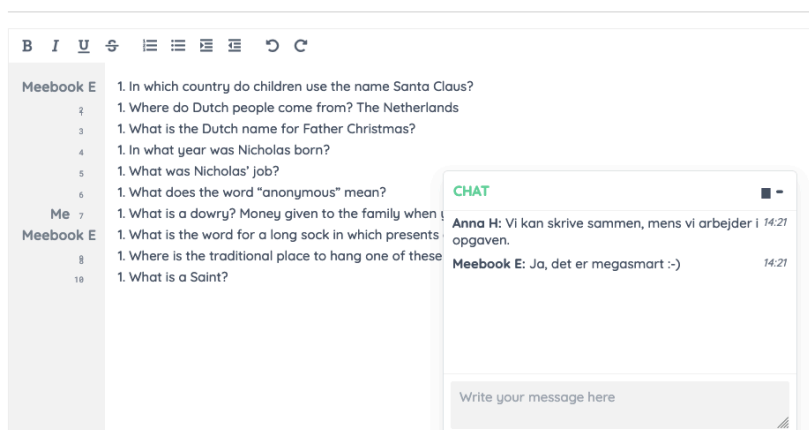 B I U S
Meebook E 1. In which country do children use the name Santa Claus?
2 1. Where do Dutch people come from? The Netherlands
3 1. What is the Dutch name for Father Christmas?
4 1. In what year was Nicholas born?
5 1. What was Nicholas' job?
6 1. What does the word “anonymous” mean?
Me 7 1. What is a dowry? Money given to the family when
Meebook E 1. What is the word for a long sock in which presents
9 1. Where is the traditional place to hang one of these
10 1. What is a Saint?
CHAT
Anna H: Vi kan skrive sammen, mens vi arbejder i 14:21
opgaven.
Meebook E: Ja, det er megasmart :-) 14:21
Write your message here